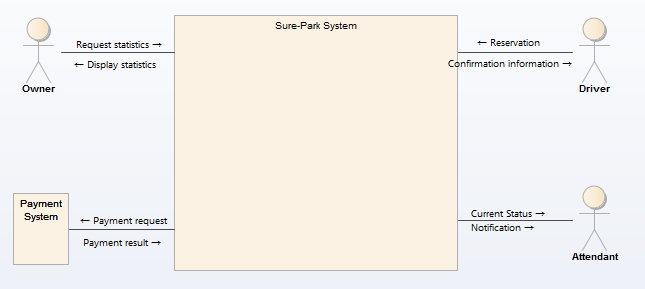 Sure-Park System
Request statistics →
← Display statistics
Owner
← Reservation
Confirmation information →
Driver
Payment
System
← Payment request
Payment result →
Current Status →
Notification →
Attendant